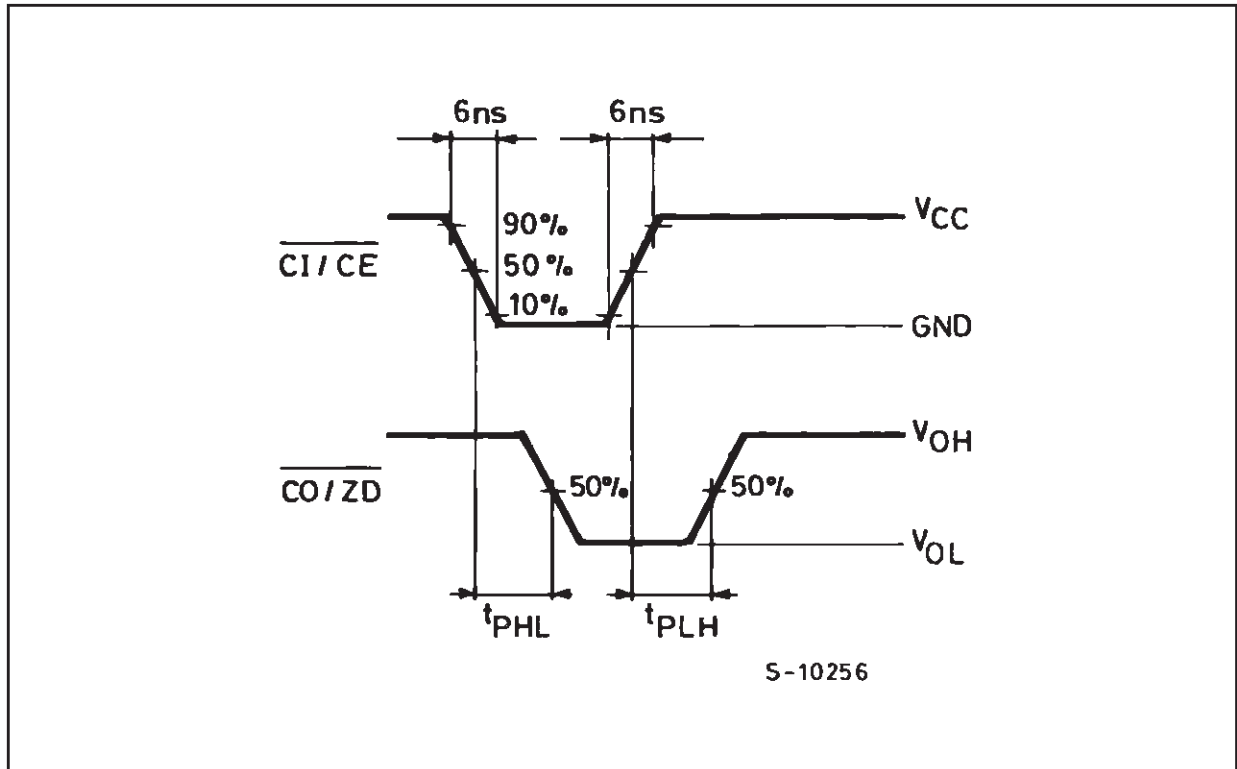 6ns 6ns
90% VCC
CI / CE 50%
10%
GND
VOH
CO / ZD 50% 50%
VOL
tPHL tPLH
S-10256